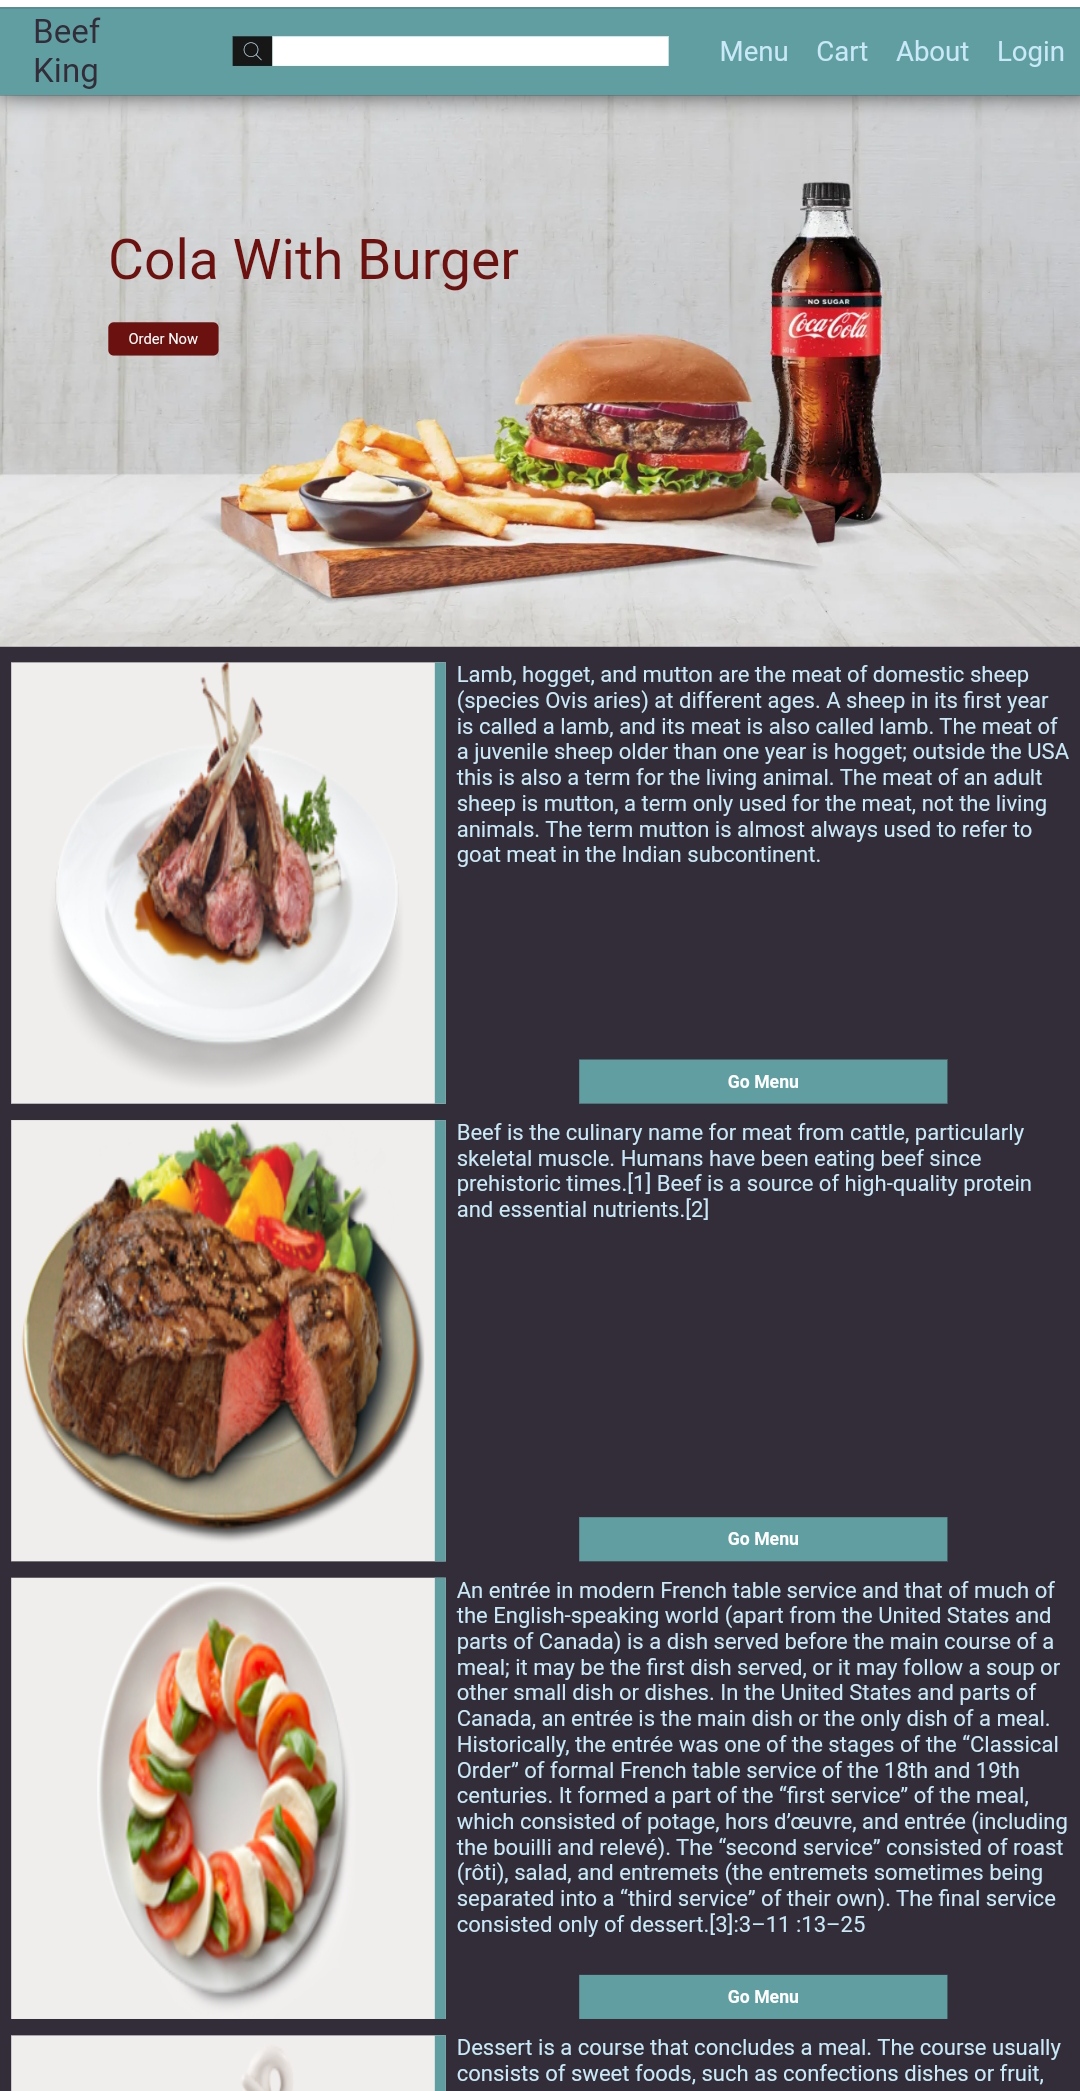 Beef
King
Menu
Cart
About
Login
Cola With Burger
Order Now
NO SUGAR
Coca-Cola
Lamb, hogget, and mutton are the meat of domestic sheep
(species Ovis aries) at different ages. A sheep in its first year
is called a lamb, and its meat is also called lamb. The meat of
a juvenile sheep older than one year is hogget; outside the USA
this is also a term for the living animal. The meat of an adult
sheep is mutton, a term only used for the meat, not the living
animals. The term mutton is almost always used to refer to
goat meat in the Indian subcontinent.
Go Menu
Beef is the culinary name for meat from cattle, particularly
skeletal muscle. Humans have been eating beef since
prehistoric times.[1] Beef is a source of high-quality protein
and essential nutrients.[2]
Go Menu
An entrée in modern French table service and that of much of
the English-speaking world (apart from the United States and
parts of Canada) is a dish served before the main course of a
meal; it may be the first dish served, or it may follow a soup or
other small dish or dishes. In the United States and parts of
Canada, an entrée is the main dish or the only dish of a meal.
Historically, the entrée was one of the stages of the “Classical
Order” of formal French table service of the 18th and 19th
centuries. It formed a part of the “first service” of the meal,
which consisted of potage, hors d’œuvre, and entrée (including
the bouilli and relevé). The “second service” consisted of roast
(rôti), salad, and entremets (the entremets sometimes being
separated into a “third service” of their own). The final service
consisted only of dessert.[3]:3–11 :13–25
Go Menu
Dessert is a course that concludes a meal. The course usually
consists of sweet foods, such as confections dishes or fruit,